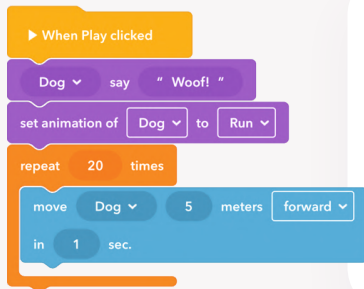 When Play clicked
Dog say " Woof! "
set animation of Dog to Run
repeat 20 times
move Dog 5 meters forward
in 1 sec.